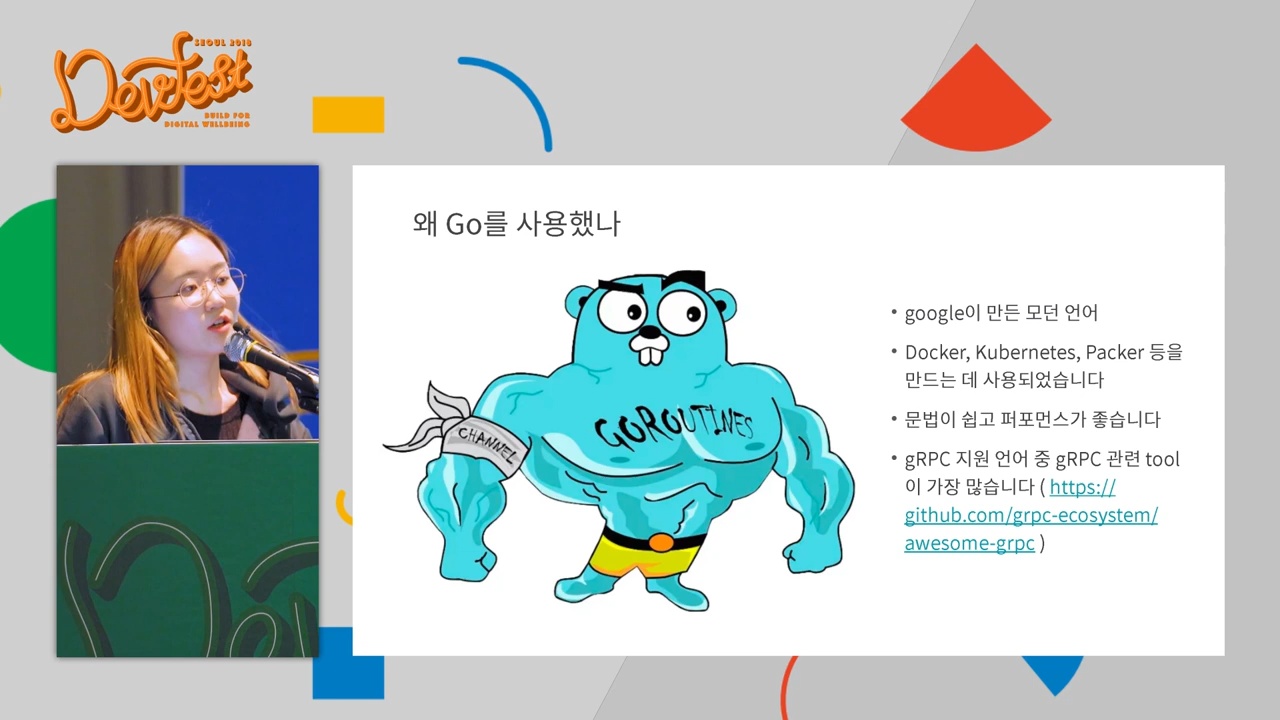 SEOUL 2018
DevFest
BUILD FOR
DIGITAL WELLBEING
왜 Go를 사용했나
GOROUTINES
CHANNEL
• google이 만든 모던 언어
• Docker, Kubernetes, Packer 등을
만드는 데 사용되었습니다
• 문법이 쉽고 퍼포먼스가 좋습니다
• gRPC 지원 언어 중 gRPC 관련 tool
이 가장 많습니다 ( https://
github.com/grpc-ecosystem/
awesome-grpc )
Dev